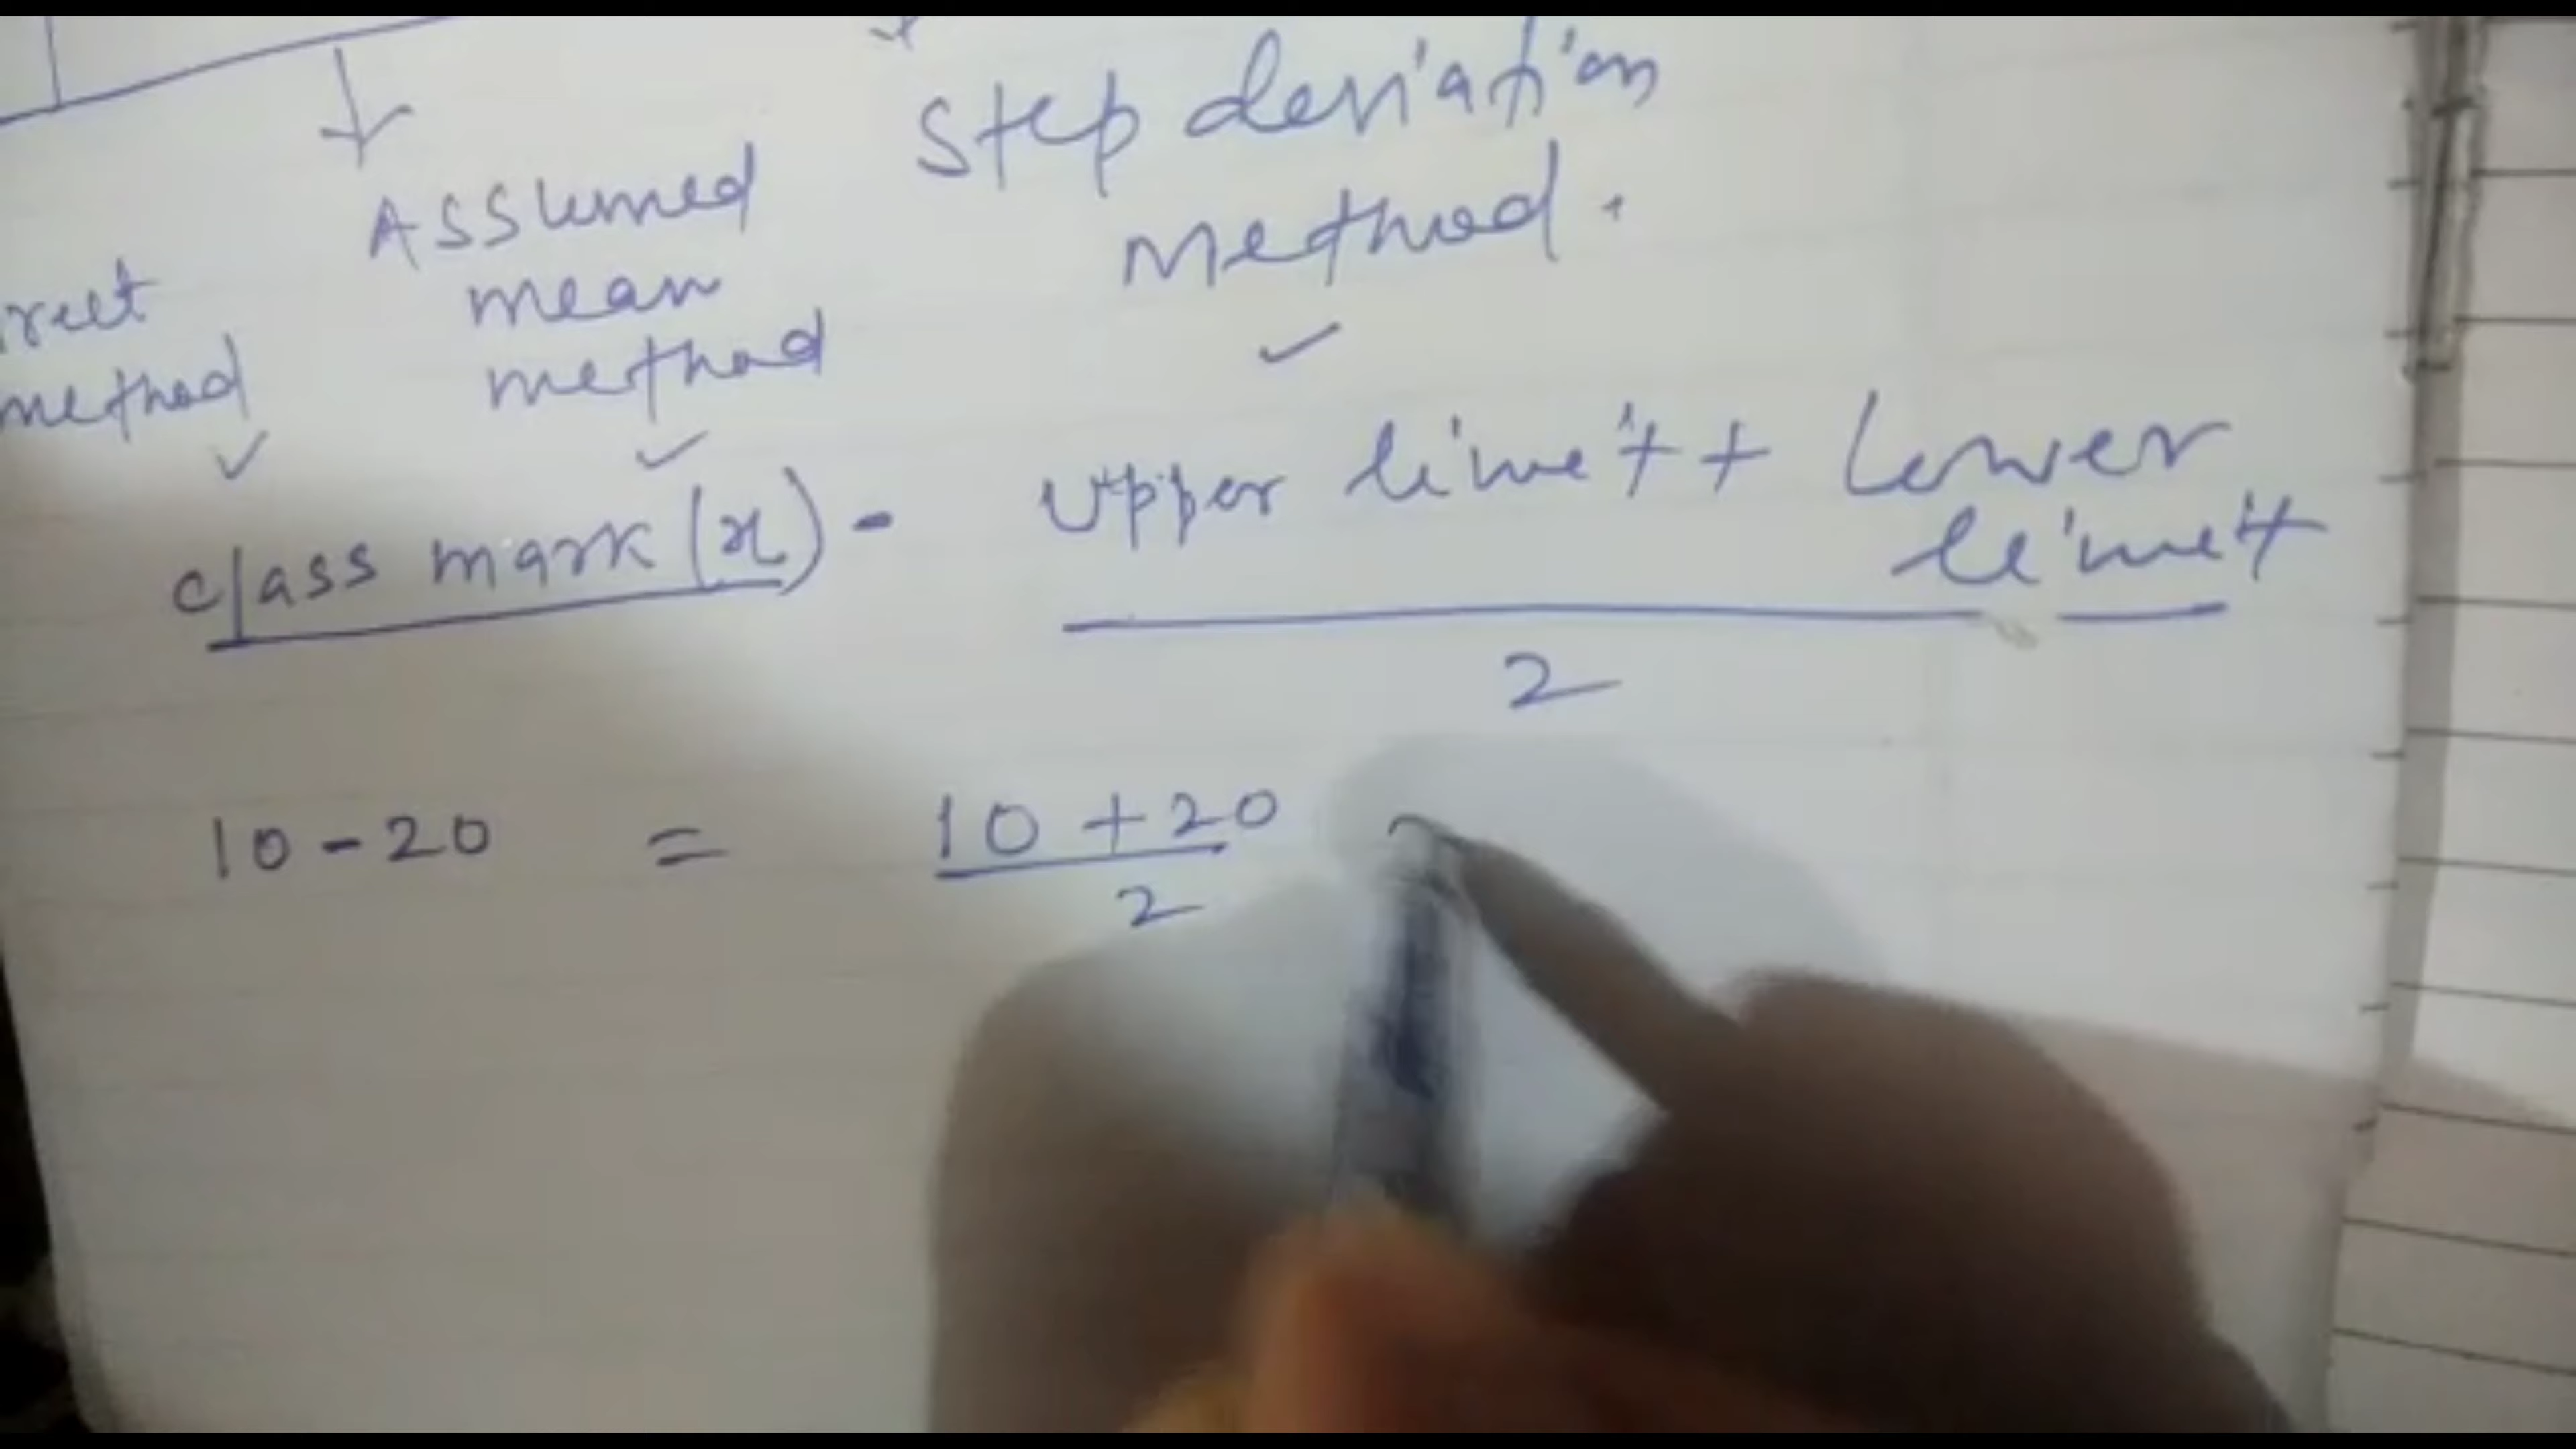 Step deviation
Method.
Assumed
mean
method
method
class mark (x) - Upper limit + Lower
limit
2
10-20 = 10 +20
2